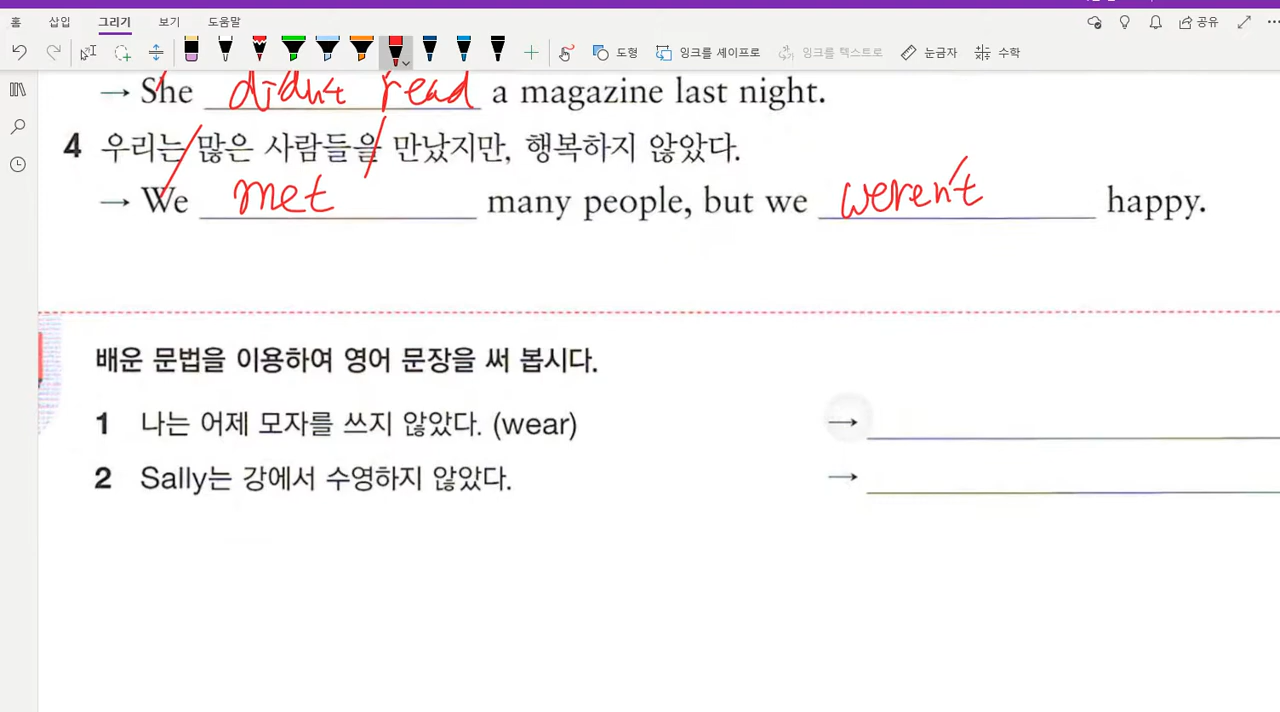 홈 삽입 그리기 보기 도움말 공유
도형 잉크를 셰이프로 잉크를 텍스트로 눈금자 수학
→ She didn't read a magazine last night.
4 우리는 많은 사람들을 만났지만, 행복하지 않았다.
→ We met many people, but we weren't happy.
배운 문법을 이용하여 영어 문장을 써 봅시다.
1 나는 어제 모자를 쓰지 않았다. (wear) →
2 Sally는 강에서 수영하지 않았다. →